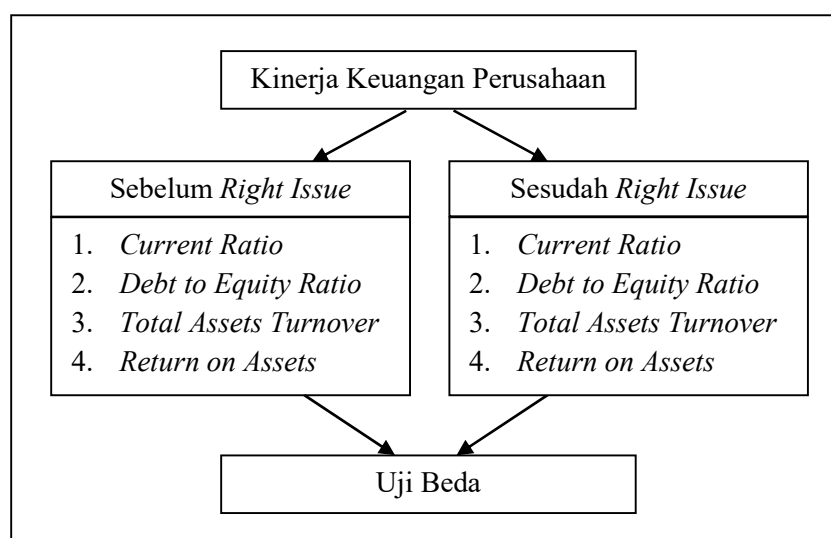 Kinerja Keuangan Perusahaan
Sebelum Right Issue
1. Current Ratio
2. Debt to Equity Ratio
3. Total Assets Turnover
4. Return on Assets
Sesudah Right Issue
1. Current Ratio
2. Debt to Equity Ratio
3. Total Assets Turnover
4. Return on Assets
Uji Beda